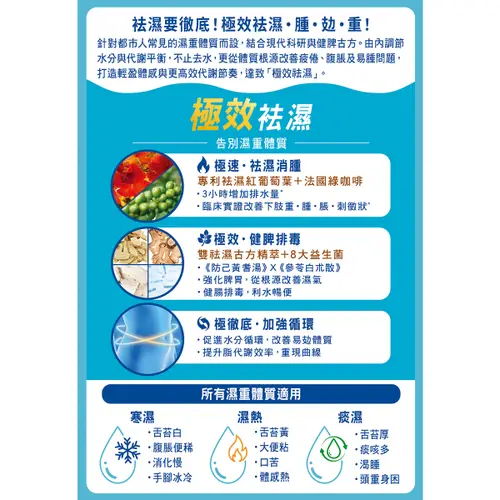 祛濕要徹底！極效祛濕・腫・攰・重！
針對都市人常見的濕重體質而設，結合現代科研與健脾古方。由內調節
水分與代謝平衡，不止去水，更從體質根源改善疲倦、腹脹及易腫問題，
打造輕盈體感與更高效代謝節奏，達致「極效祛濕」。
極效祛濕
告別濕重體質
極速・祛濕消腫
專利祛濕紅葡萄葉＋法國綠咖啡
・3小時增加排水量*
・臨床實證改善下肢重・腫・脹・刺癥狀^
極效・健脾排毒
雙祛濕古方精萃＋8大益生菌
・《防己黃耆湯》X《參苓白朮散》
・強化脾胃，從根源改善濕氣
・健腸排毒，利水暢便
極徹底・加強循環
・促進水分循環，改善易攰體質
・提升脂代謝效率，重現曲線
所有濕重體質適用
寒濕
・舌苔白
・腹脹便稀
・消化慢
・手腳冰冷
濕熱
・舌苔黃
・大便粘
・口苦
・體感熱
痰濕
・舌苔厚
・痰咳多
・渴睡
・頭重身困